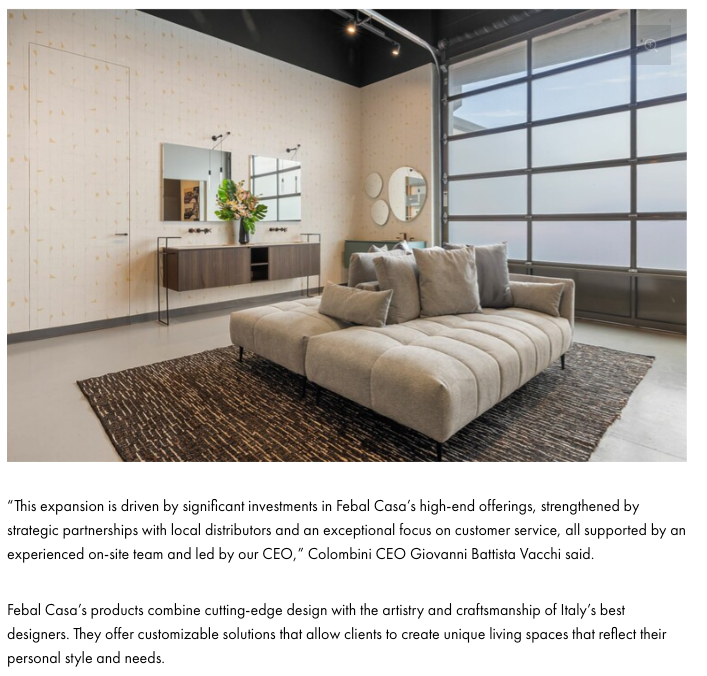 “This expansion is driven by significant investments in Febal Casa’s high-end offerings, strengthened by
strategic partnerships with local distributors and an exceptional focus on customer service, all supported by an
experienced on-site team and led by our CEO,” Colombini CEO Giovanni Battista Vacchi said.
Febal Casa’s products combine cutting-edge design with the artistry and craftsmanship of Italy’s best
designers. They offer customizable solutions that allow clients to create unique living spaces that reflect their
personal style and needs.